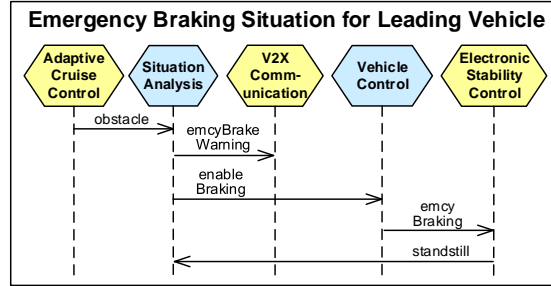 Emergency Braking Situation for Leading Vehicle
Adaptive
Cruise
Control
Situation
Analysis
V2X
Comm-
unication
Vehicle
Control
Electronic
Stability
Control
obstacle
emcyBrake
Warning
enable
Braking
emcy
Braking
standstill